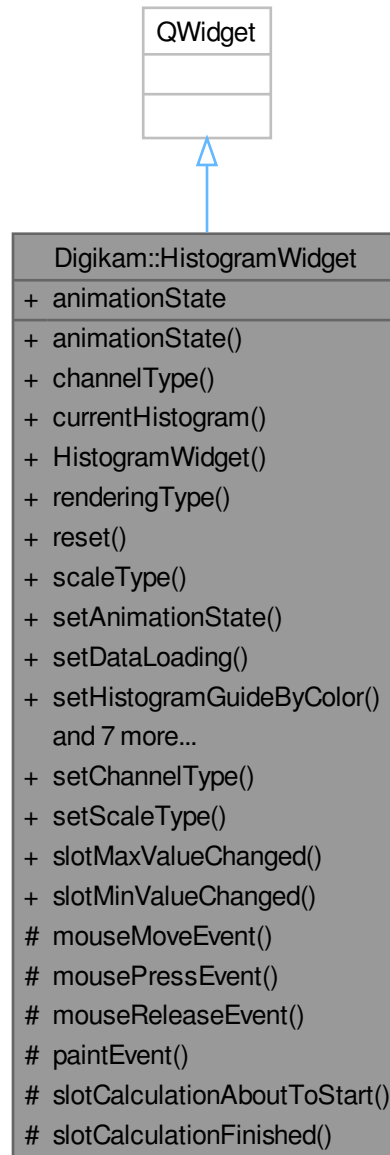 QWidget
Digikam::HistogramWidget
+ animationState
+ animationState()
+ channelType()
+ currentHistogram()
+ HistogramWidget()
+ renderingType()
+ reset()
+ scaleType()
+ setAnimationState()
+ setDataLoading()
+ setHistogramGuideByColor()
and 7 more...
+ setChannelType()
+ setScaleType()
+ slotMaxValueChanged()
+ slotMinValueChanged()
# mouseMoveEvent()
# mousePressEvent()
# mouseReleaseEvent()
# paintEvent()
# slotCalculationAboutToStart()
# slotCalculationFinished()